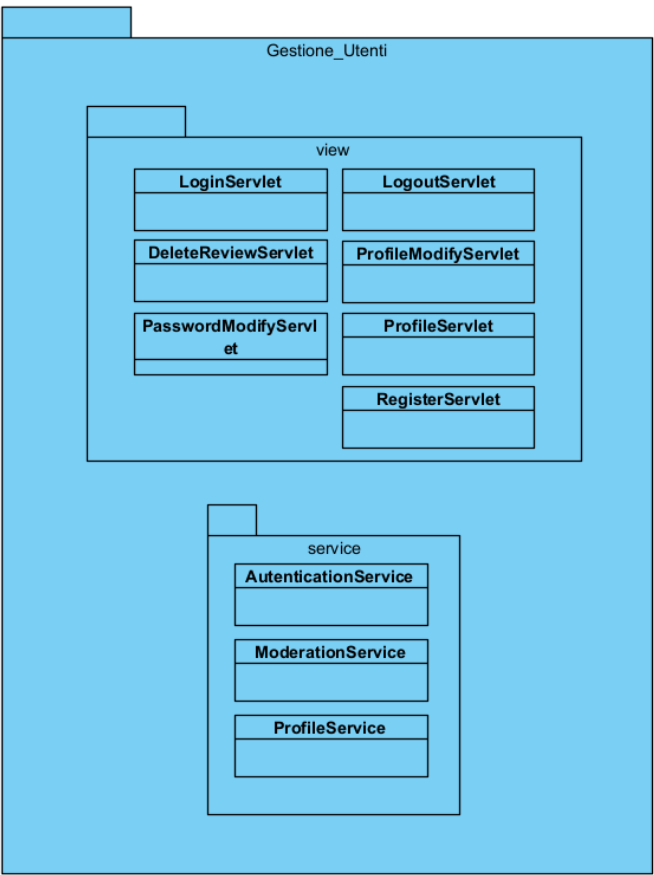 Gestione_Utenti
view
LoginServlet
LogoutServlet
DeleteReviewServlet
ProfileModifyServlet
PasswordModifyServl
et
ProfileServlet
RegisterServlet
service
AutenticationService
ModerationService
ProfileService